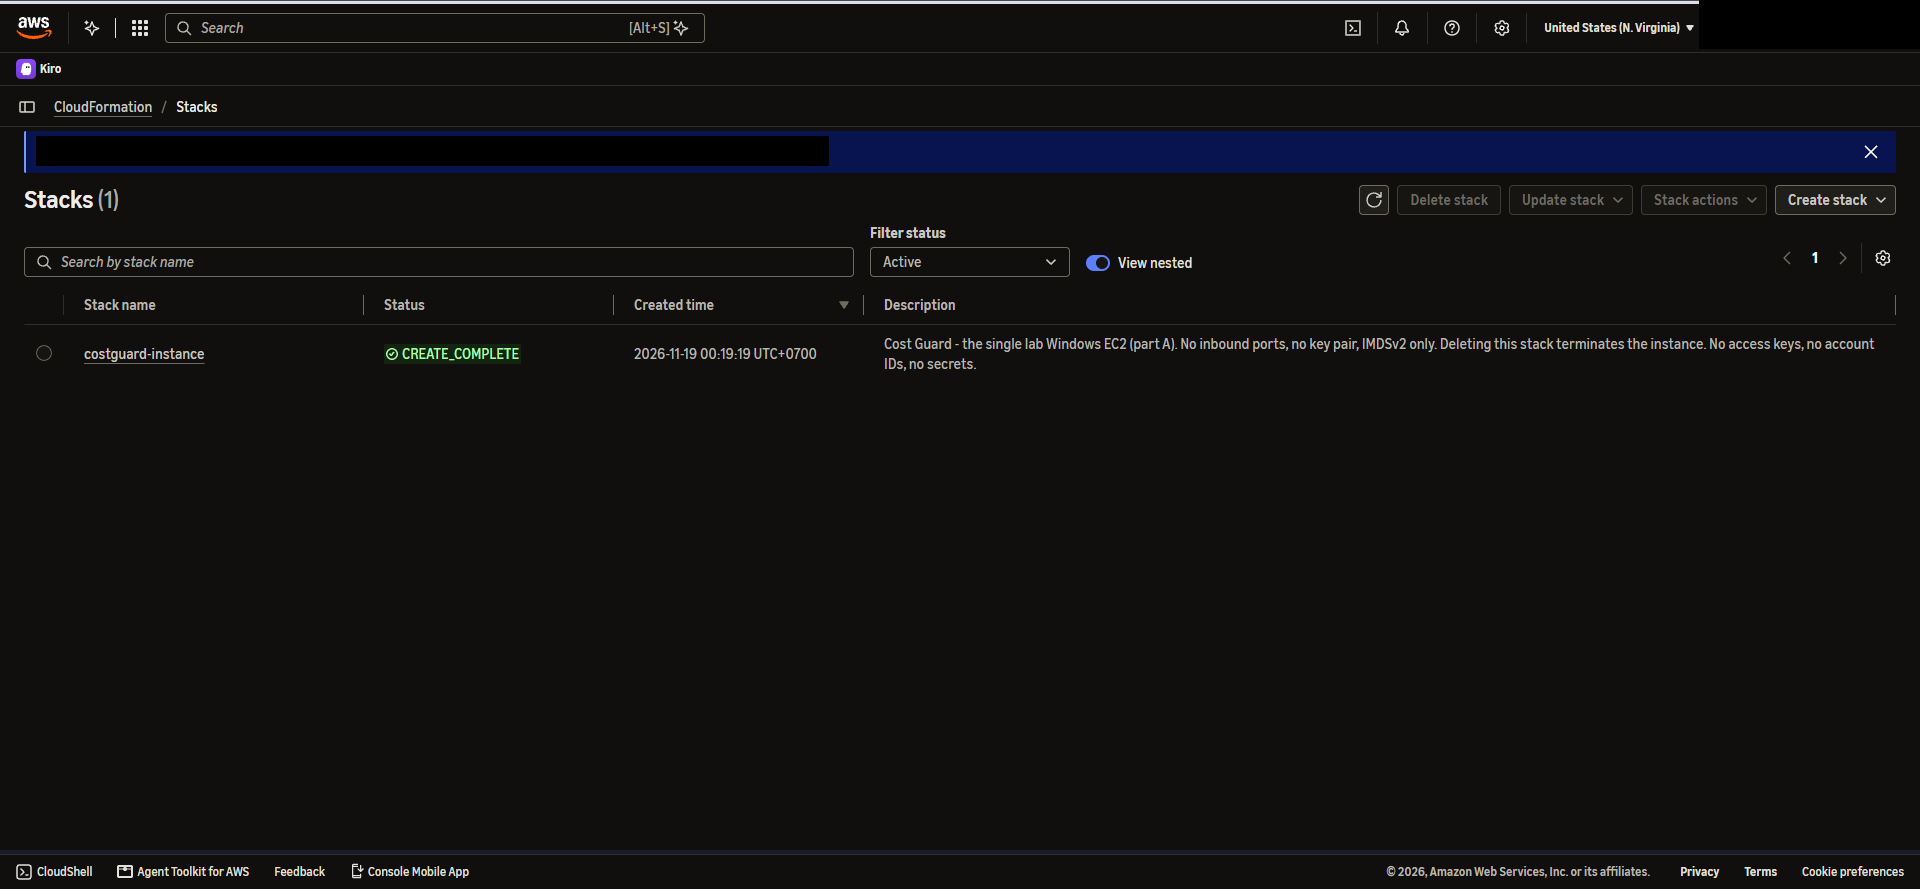 aws
Search [Alt+S]
United States (N. Virginia)
Kiro
CloudFormation / Stacks
Stacks (1)
Delete stack
Update stack
Stack actions
Create stack
Filter status
Search by stack name
Active
View nested
1
Stack name
Status
Created time
Description
costguard-instance
CREATE_COMPLETE
2026-11-19 00:19:19 UTC+0700
Cost Guard - the single lab Windows EC2 (part A). No inbound ports, no key pair, IMDSv2 only. Deleting this stack terminates the instance. No access keys, no account
IDs, no secrets.
CloudShell
Agent Toolkit for AWS
Feedback
Console Mobile App
© 2026, Amazon Web Services, Inc. or its affiliates.
Privacy
Terms
Cookie preferences